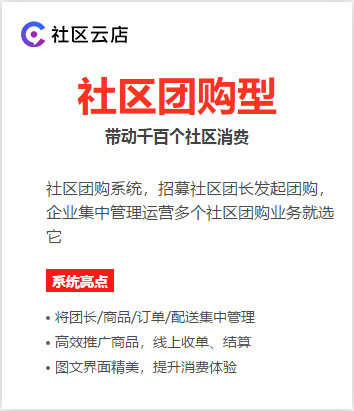 社区云店
社区团购型
带动千百个社区消费
社区团购系统，招募社区团长发起团购，
企业集中管理运营多个社区团购业务就选
它
系统亮点
• 将团长/商品/订单/配送集中管理
• 高效推广商品，线上收单、结算
• 图文界面精美，提升消费体验